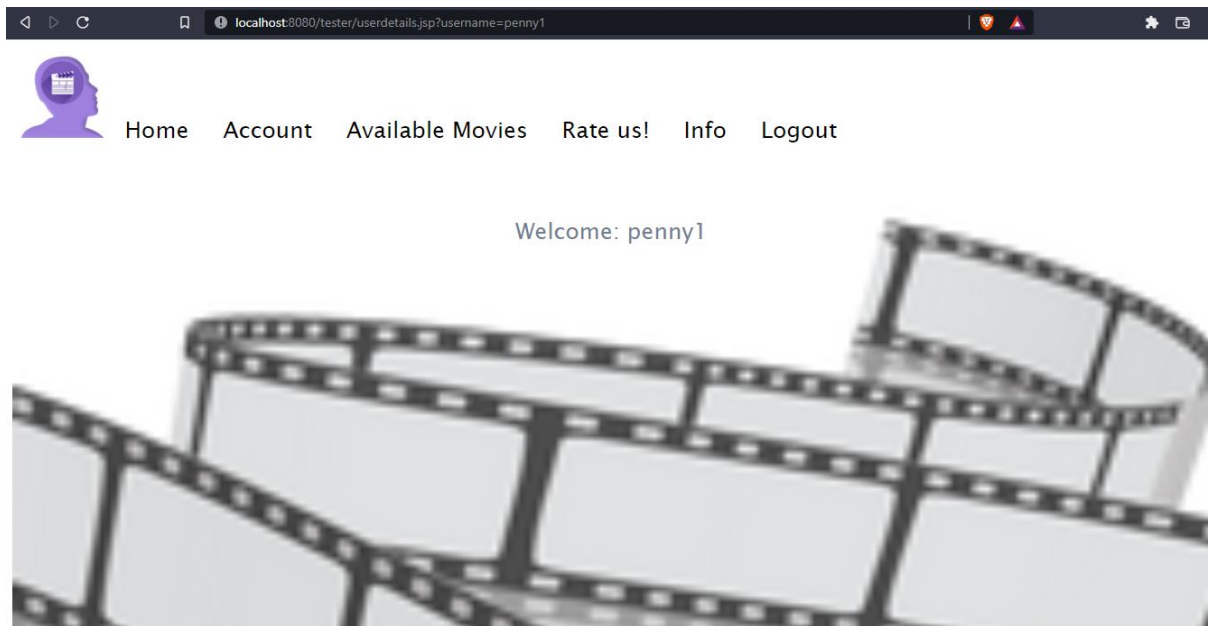 localhost:8080/tester/userdetails.jsp?username=penny1
Home Account Available Movies Rate us! Info Logout
Welcome: penny1